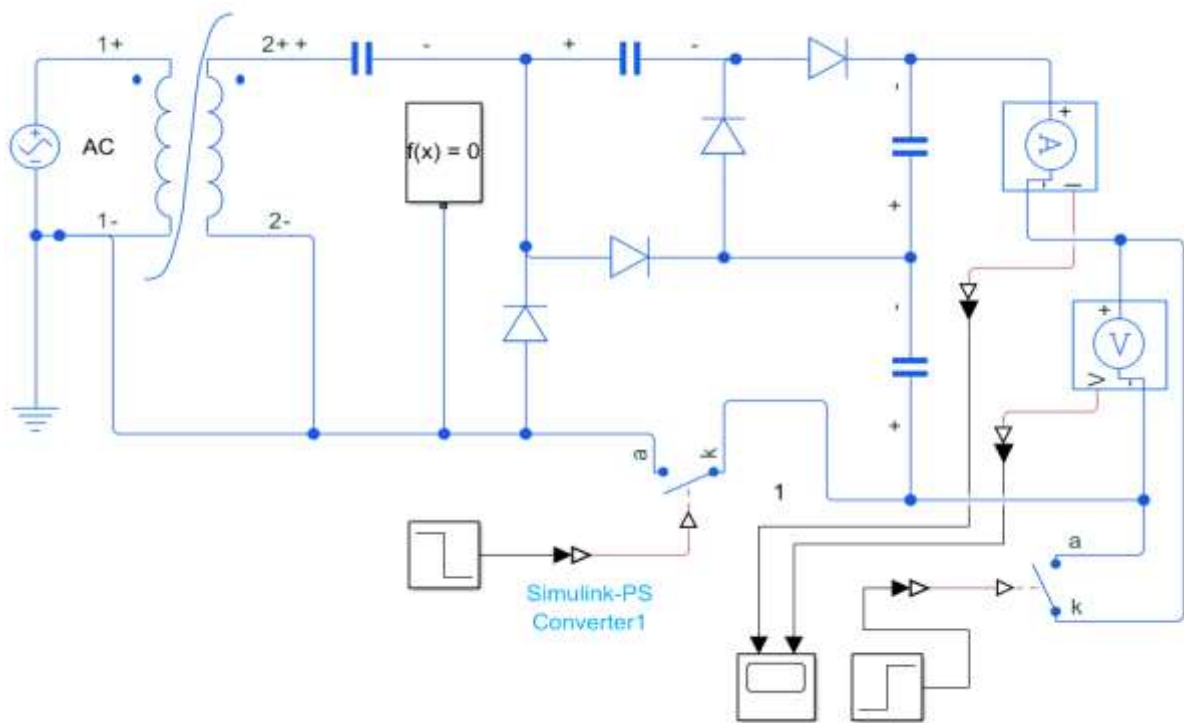 1+
2++
+
-
+
-
AC
f(x) = 0
1-
2-
-
+
-
+
+
A
-
I
+
V
-
V
a
k
1
a
k
Simulink-PS
Converter1